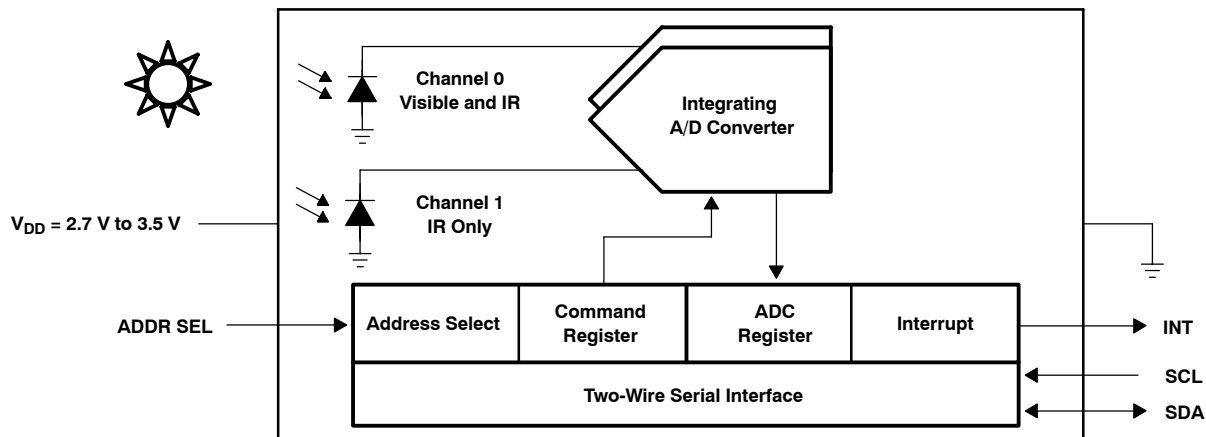 Channel 0
Visible and IR
Integrating
A/D Converter
Channel 1
IR Only
VDD = 2.7 V to 3.5 V
ADDR SEL
Address Select
Command
Register
ADC
Register
Interrupt
INT
Two-Wire Serial Interface
SCL
SDA